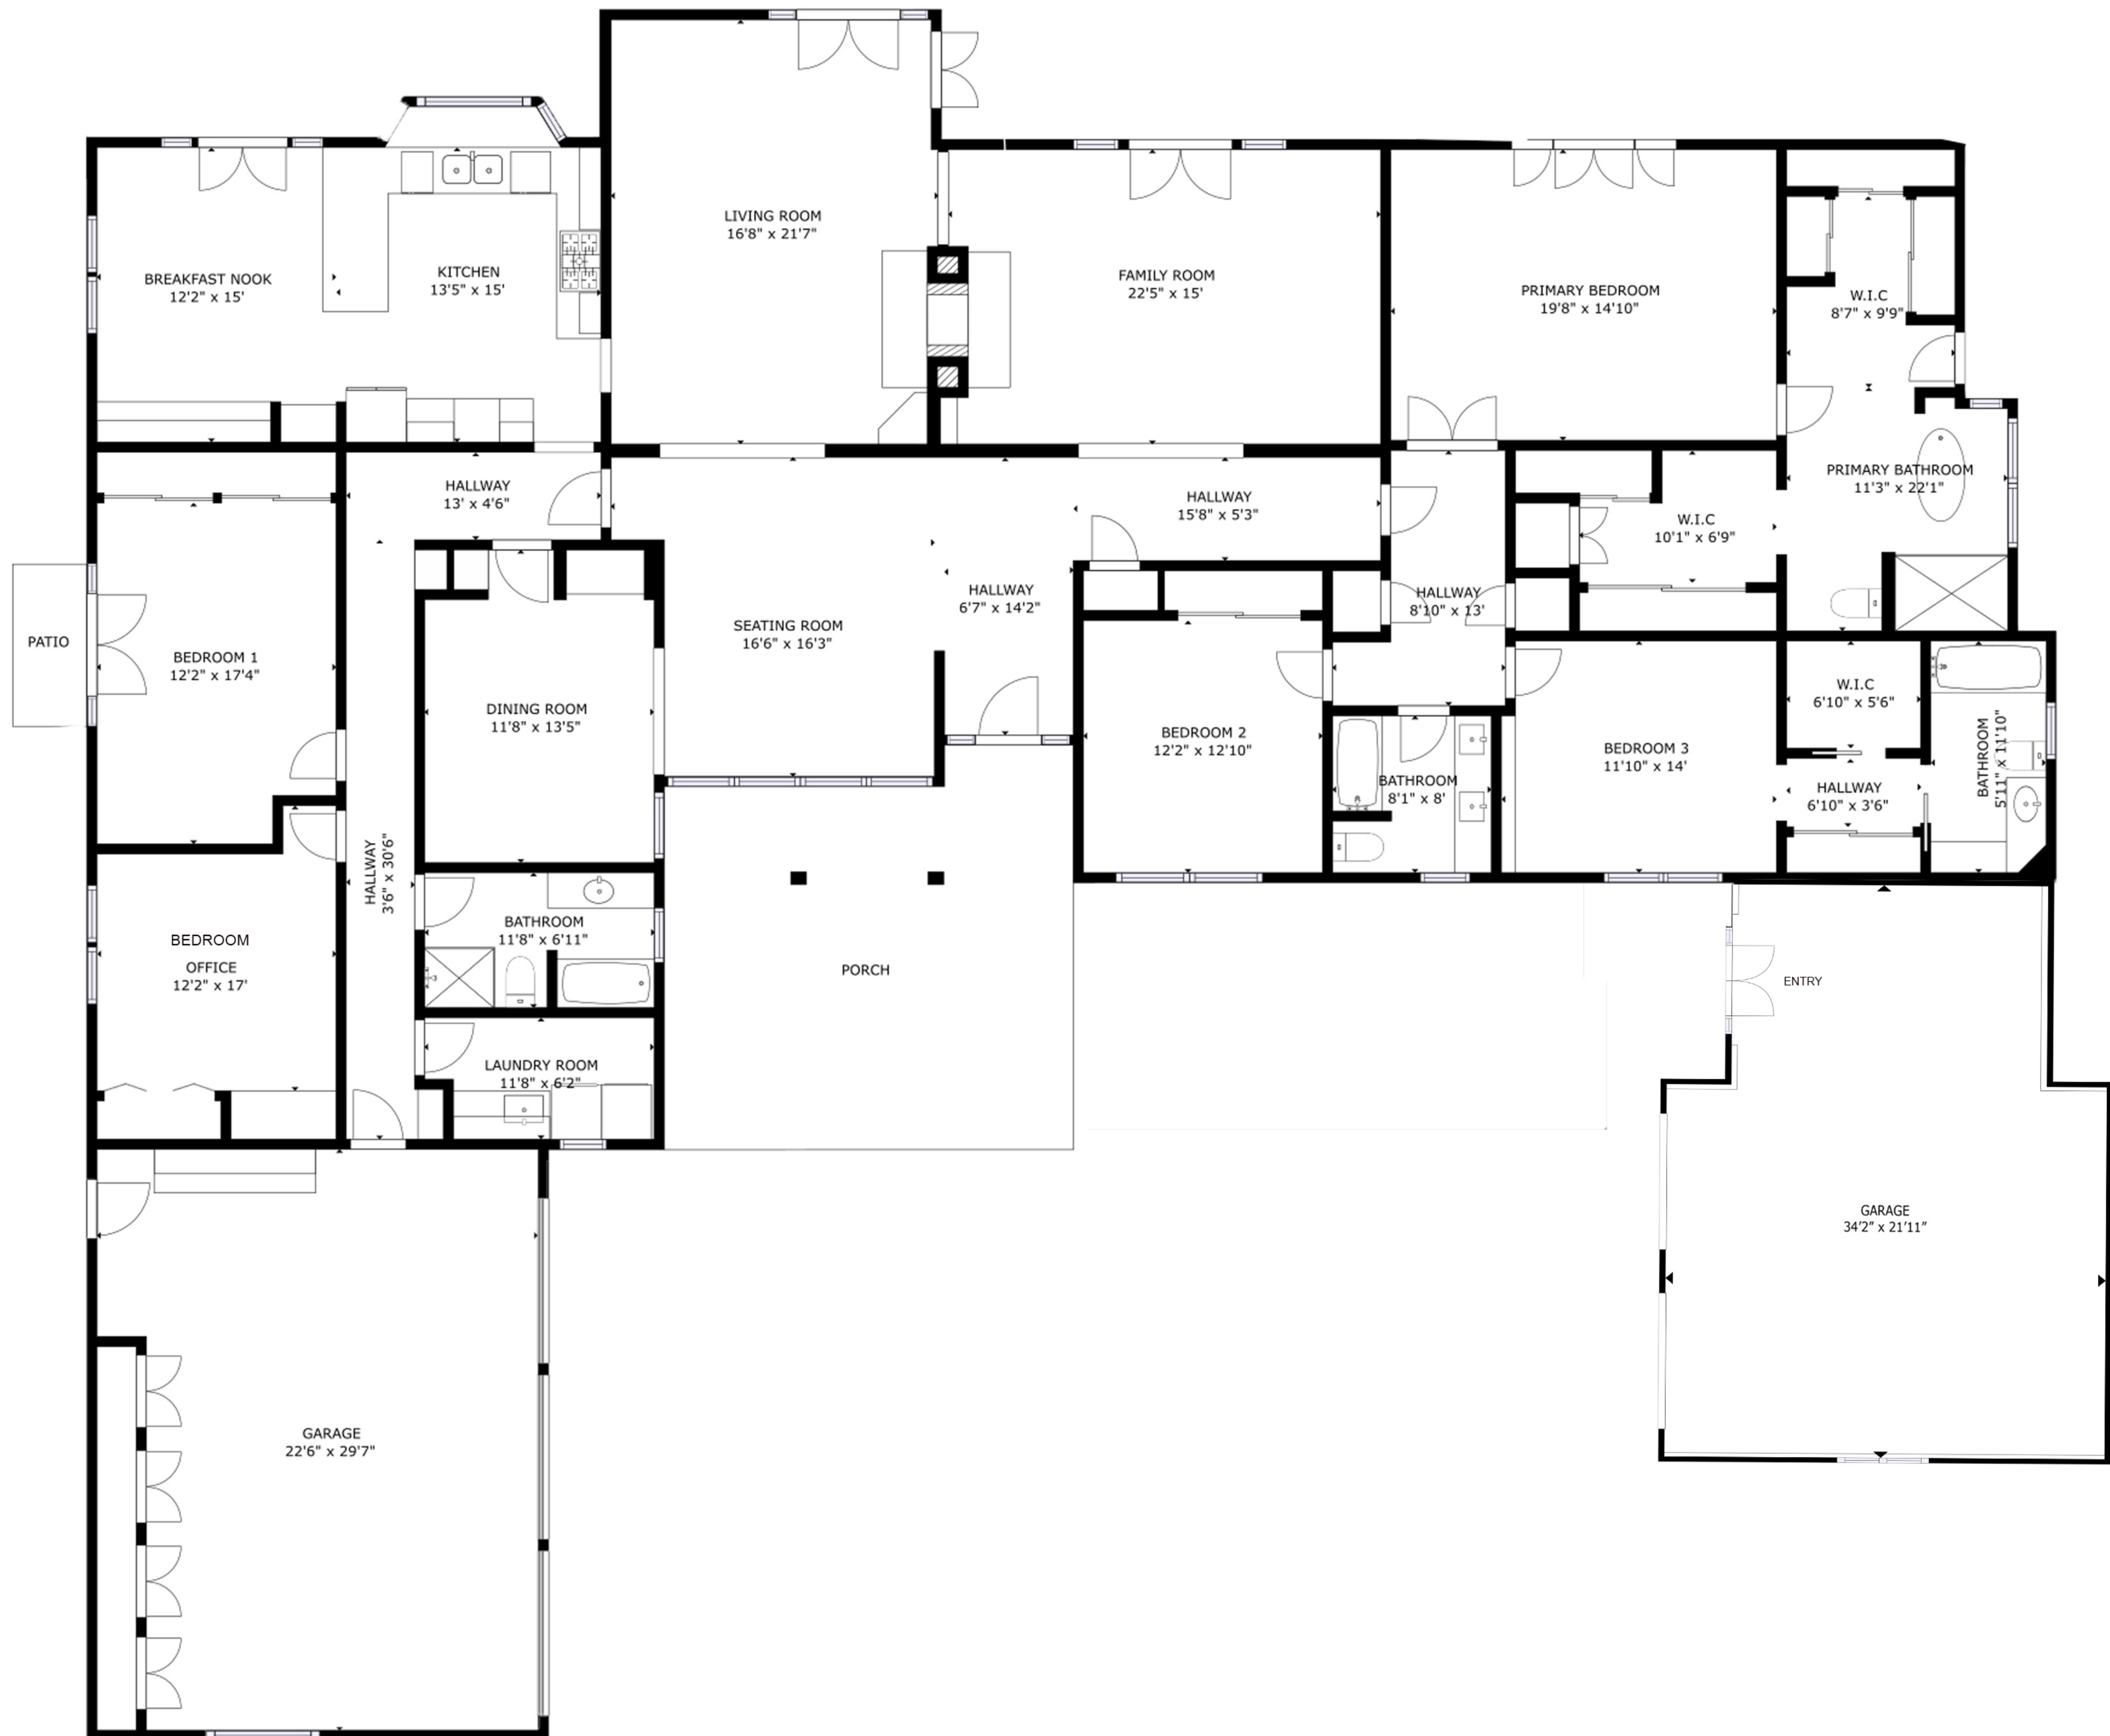 LIVING ROOM
16'8" x 21'7"
BREAKFAST NOOK
12'2" x 15'
KITCHEN
13'5" x 15'
FAMILY ROOM
22'5" x 15'
PRIMARY BEDROOM
19'8" x 14'10"
W.I.C
8'7" x 9'9"
HALLWAY
13' x 4'6"
HALLWAY
15'8" x 5'3"
W.I.C
10'1" x 6'9"
PRIMARY BATHROOM
11'3" x 22'1"
PATIO
BEDROOM 1
12'2" x 17'4"
DINING ROOM
11'8" x 13'5"
SEATING ROOM
16'6" x 16'3"
HALLWAY
6'7" x 14'2"
HALLWAY
8'10" x 13'
BEDROOM 2
12'2" x 12'10"
BATHROOM
8'1" x 8'
BEDROOM 3
11'10" x 14'
W.I.C
6'10" x 5'6"
HALLWAY
6'10" x 3'6"
BATHROOM
5'11" x 11'10"
HALLWAY
3'6" x 30'6"
BEDROOM
OFFICE
12'2" x 17'
BATHROOM
11'8" x 6'11"
LAUNDRY ROOM
11'8" x 6'2"
PORCH
ENTRY
GARAGE
34'2" x 21'11"
GARAGE
22'6" x 29'7"